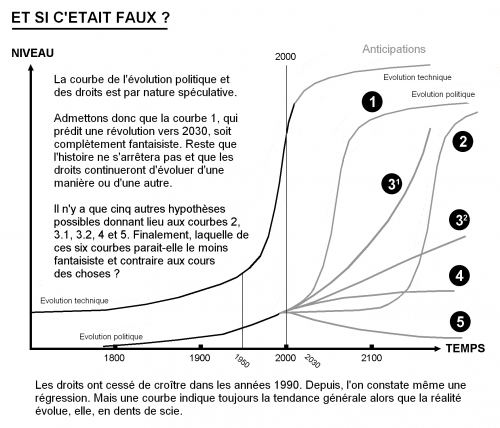 ET SI C'ETAIT FAUX ?
NIVEAU
2000
Anticipations
Evolution technique
Evolution politique
La courbe de l'évolution politique et
des droits est par nature spéculative.
Admettons donc que la courbe 1, qui
prédit une révolution vers 2030, soit
complètement fantaisiste. Reste que
l'histoire ne s'arrêtera pas et que les
droits continueront d'évoluer d'une
manière ou d'une autre.
Il n'y a que cinq autres hypothèses
possibles donnant lieu aux courbes 2,
3.1, 3.2, 4 et 5. Finalement, laquelle de
ces six courbes parait-elle le moins
fantaisiste et contraire aux cours
des choses ?
1
2
3¹
3²
4
5
Evolution technique
Evolution politique
1800
1900
1950
2000
2030
2100
TEMPS
Les droits ont cessé de croître dans les années 1990. Depuis, l'on constate même une
régression. Mais une courbe indique toujours la tendance générale alors que la réalité
évolue, elle, en dents de scie.